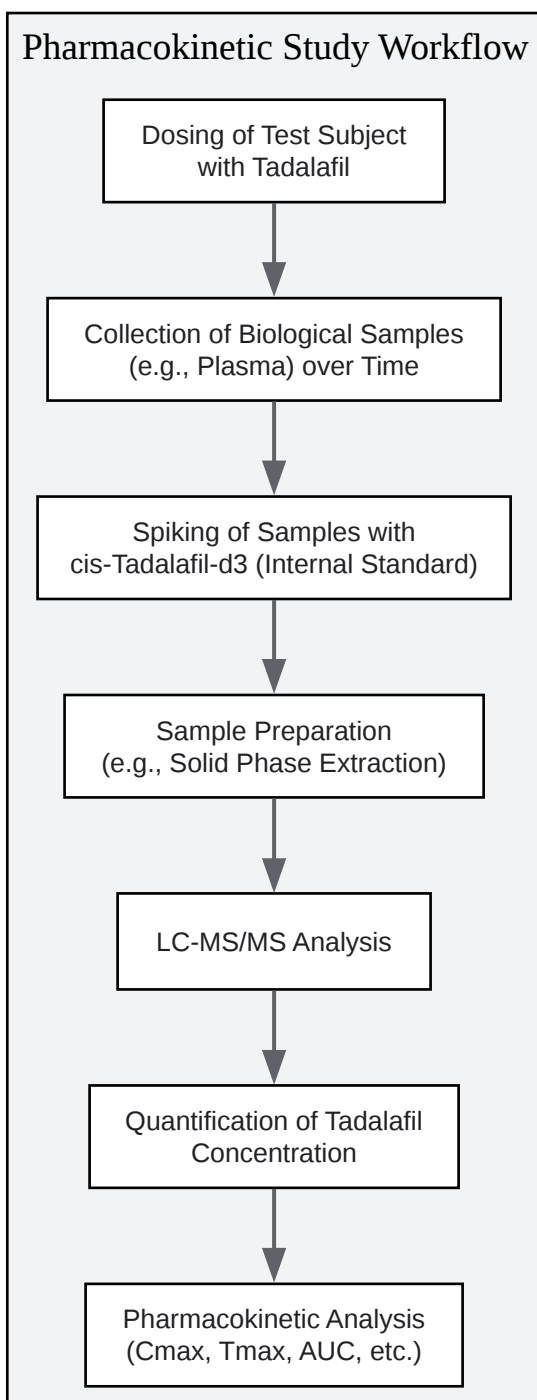 Pharmacokinetic Study Workflow
Dosing of Test Subject
with Tadalafil
Collection of Biological Samples
(e.g., Plasma) over Time
Spiking of Samples with
cis-Tadalafil-d3 (Internal Standard)
Sample Preparation
(e.g., Solid Phase Extraction)
LC-MS/MS Analysis
Quantification of Tadalafil
Concentration
Pharmacokinetic Analysis
(Cmax, Tmax, AUC, etc.)